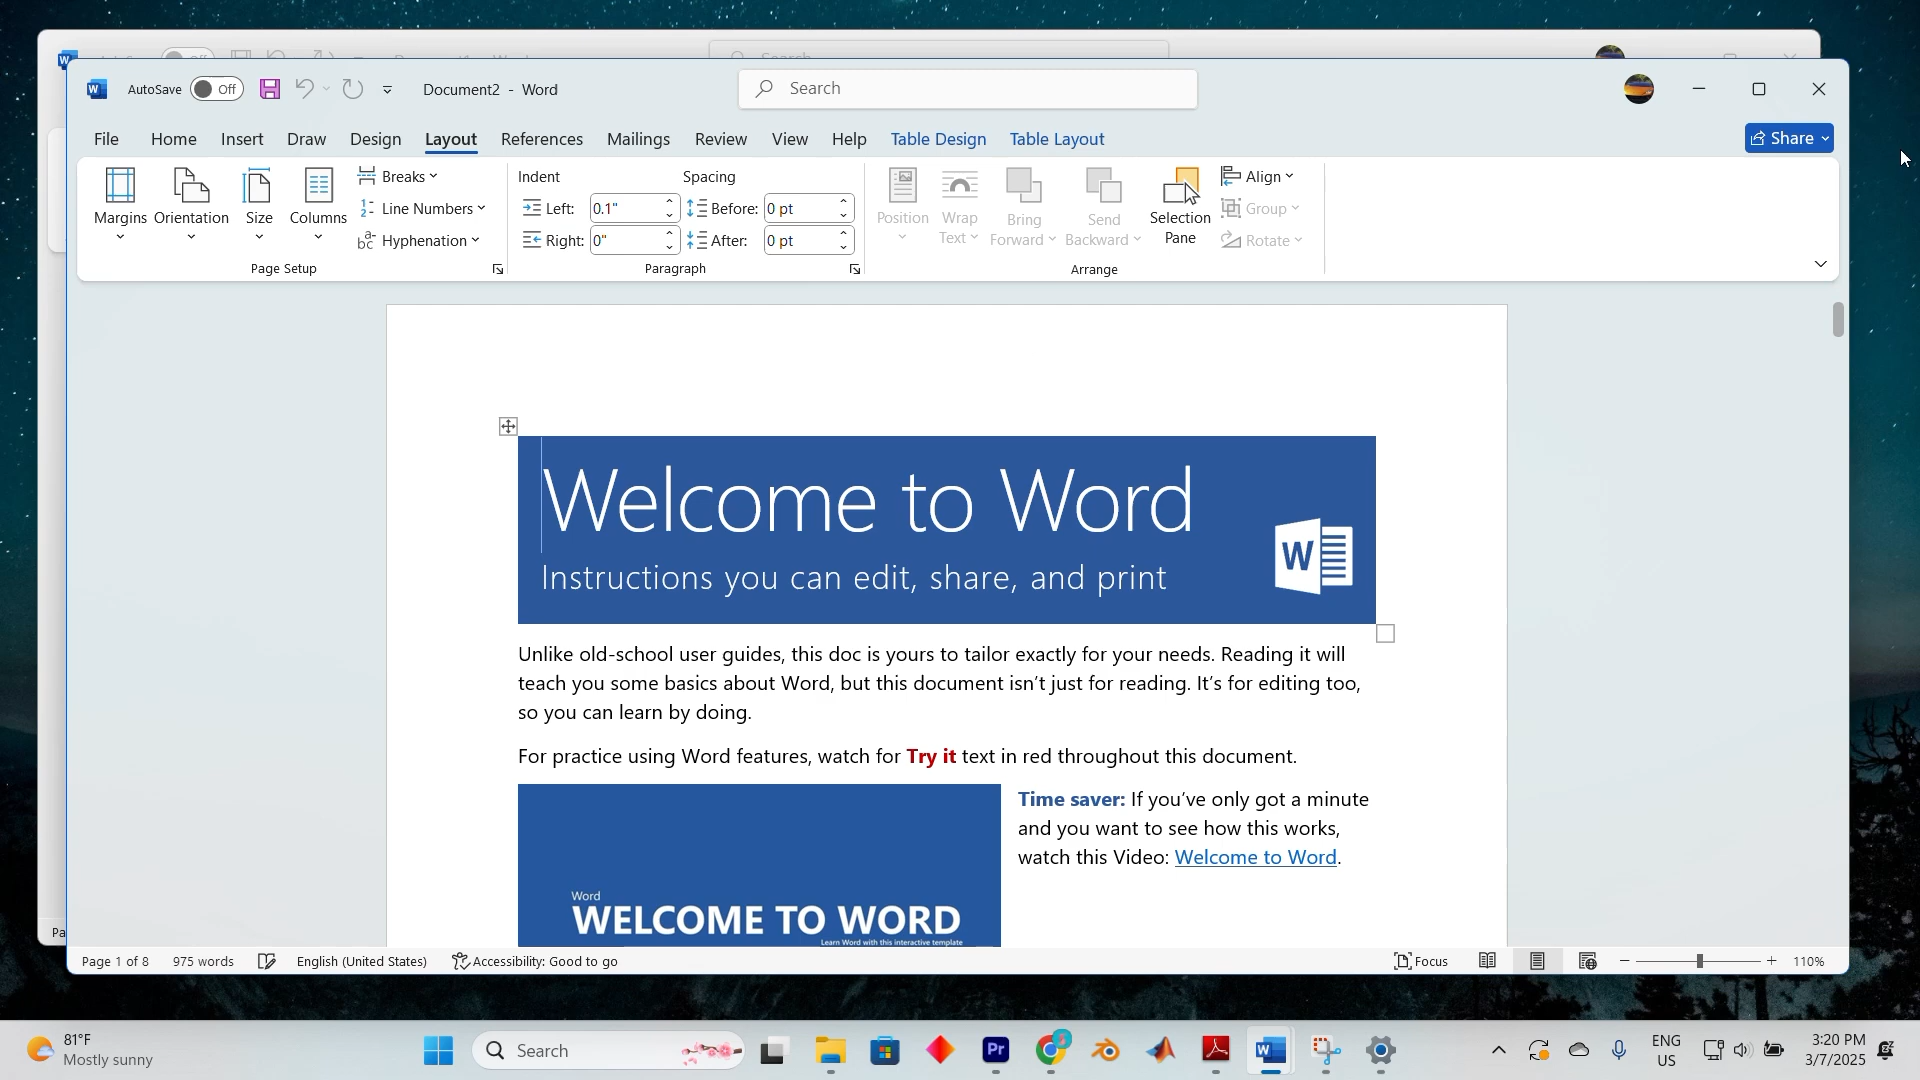 Search
AutoSave Off Document2 - Word Search
File Home Insert Draw Design Layout References Mailings Review View Help Table Design Table Layout Share
Margins Orientation Size Columns
Breaks
Line Numbers
Hyphenation
Page Setup
Indent Spacing
Left: 0.1" Before: 0 pt
Right: 0" After: 0 pt
Paragraph
Position
Wrap Text
Bring Forward
Send Backward
Selection Pane
Align
Group
Rotate
Arrange
Welcome to Word
Instructions you can edit, share, and print
W
Unlike old-school user guides, this doc is yours to tailor exactly for your needs. Reading it will
teach you some basics about Word, but this document isn't just for reading. It's for editing too,
so you can learn by doing.
For practice using Word features, watch for Try it text in red throughout this document.
Time saver: If you've only got a minute
and you want to see how this works,
watch this Video: Welcome to Word.
Word
WELCOME TO WORD
Learn Word with this interactive template
Pa
Page 1 of 8 975 words English (United States) Accessibility: Good to go Focus 110%
81°F
Mostly sunny
Search
Pr
ENG
US
3:20 PM
3/7/2025